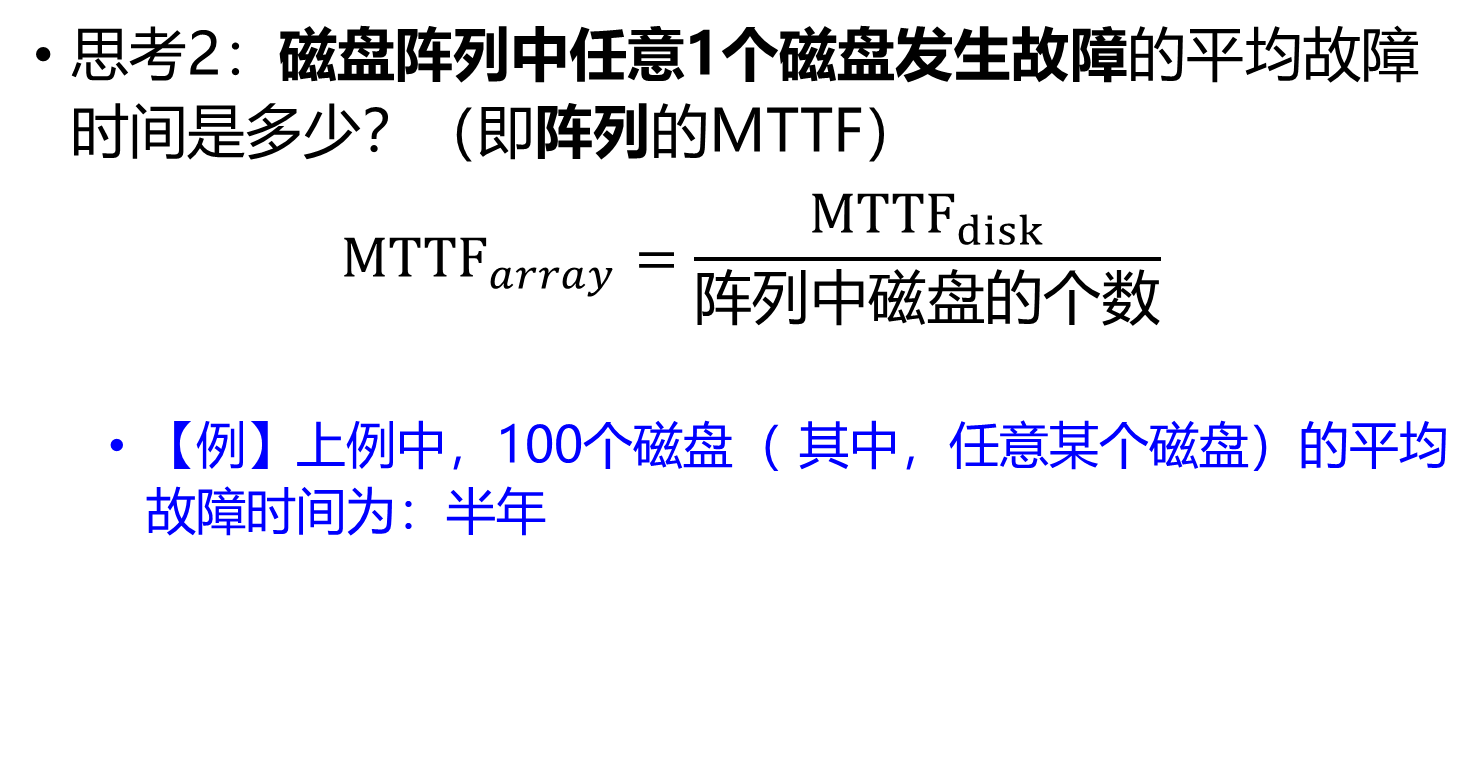 • 思考2：磁盘阵列中任意1个磁盘发生故障的平均故障
时间是多少？（即阵列的MTTF）
MTTF_array = MTTF_disk / 阵列中磁盘的个数
• 【例】上例中，100个磁盘（ 其中，任意某个磁盘）的平均
故障时间为：半年